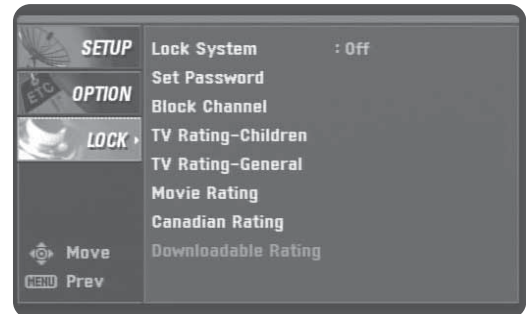 SETUP
ETC OPTION
LOCK
Lock System : Off
Set Password
Block Channel
TV Rating-Children
TV Rating-General
Movie Rating
Canadian Rating
Downloadable Rating
Move
MENU Prev